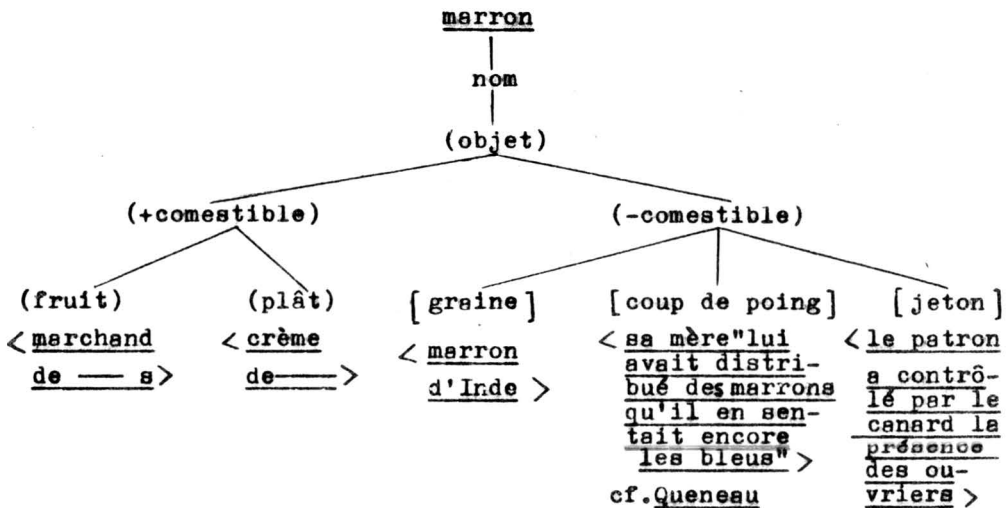 marron
nom
(objet)
(+comestible)
(-comestible)
(fruit)
(plât)
[graine]
[coup de poing]
[jeton]
< marchand
de — s>
< crème
de— >
< marron
d'Inde >
< sa mère"lui
avait distri-
bué des marrons
qu'il en sen-
tait encore
les bleus" >
cf.Queneau
< le patron
a contrô-
lé par le
canard la
présence
des ou-
vriers >